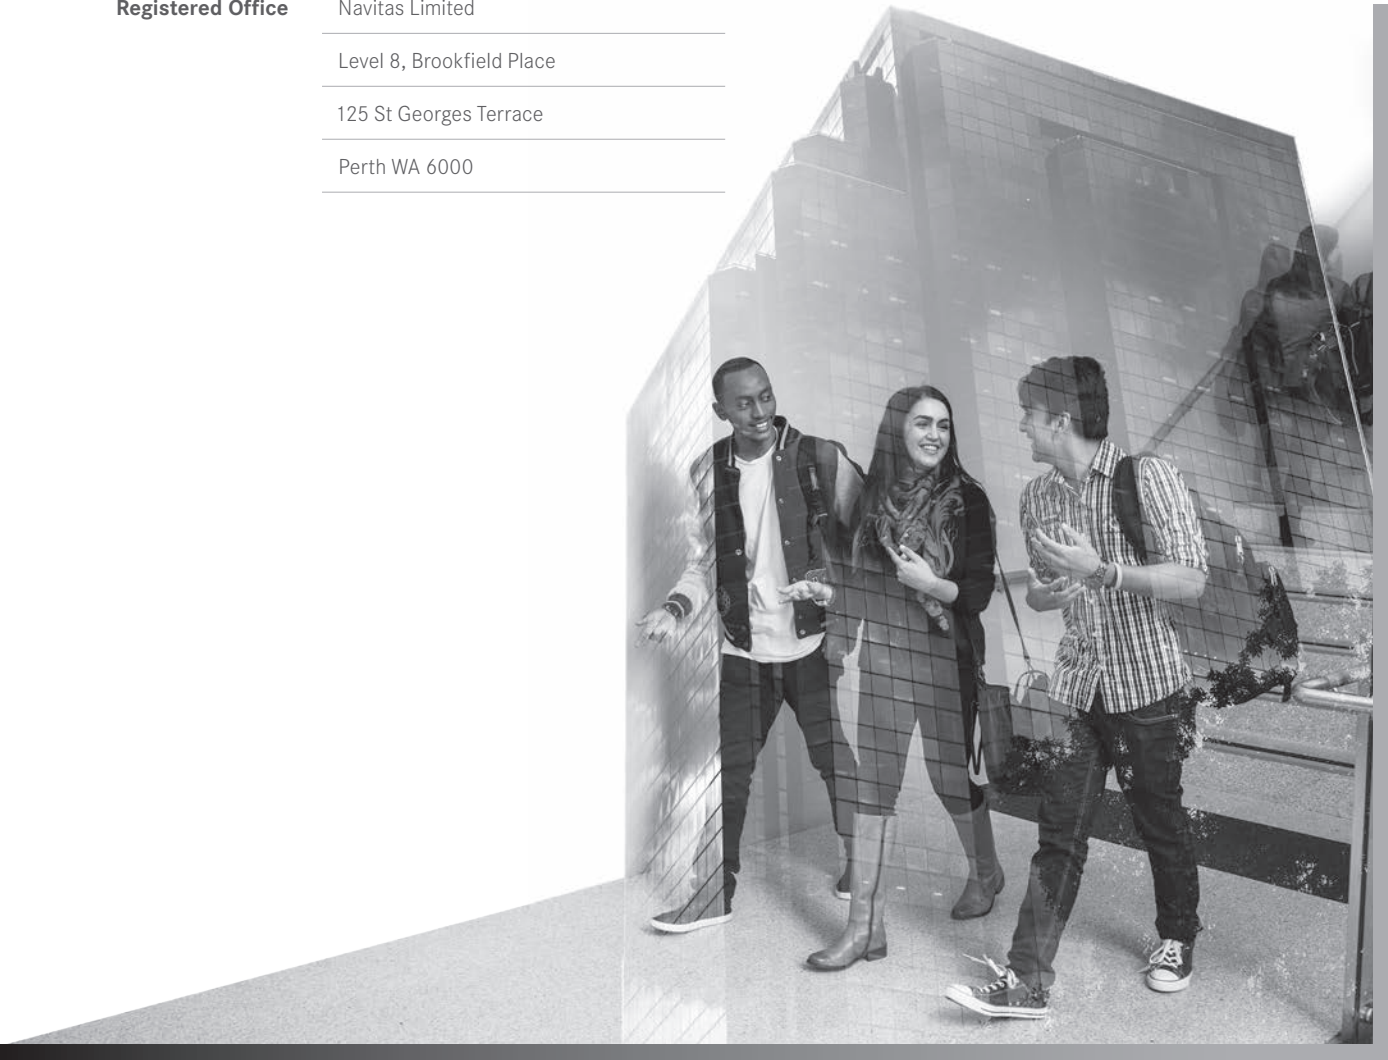 Registered Office Navitas Limited
Level 8, Brookfield Place
125 St Georges Terrace
Perth WA 6000